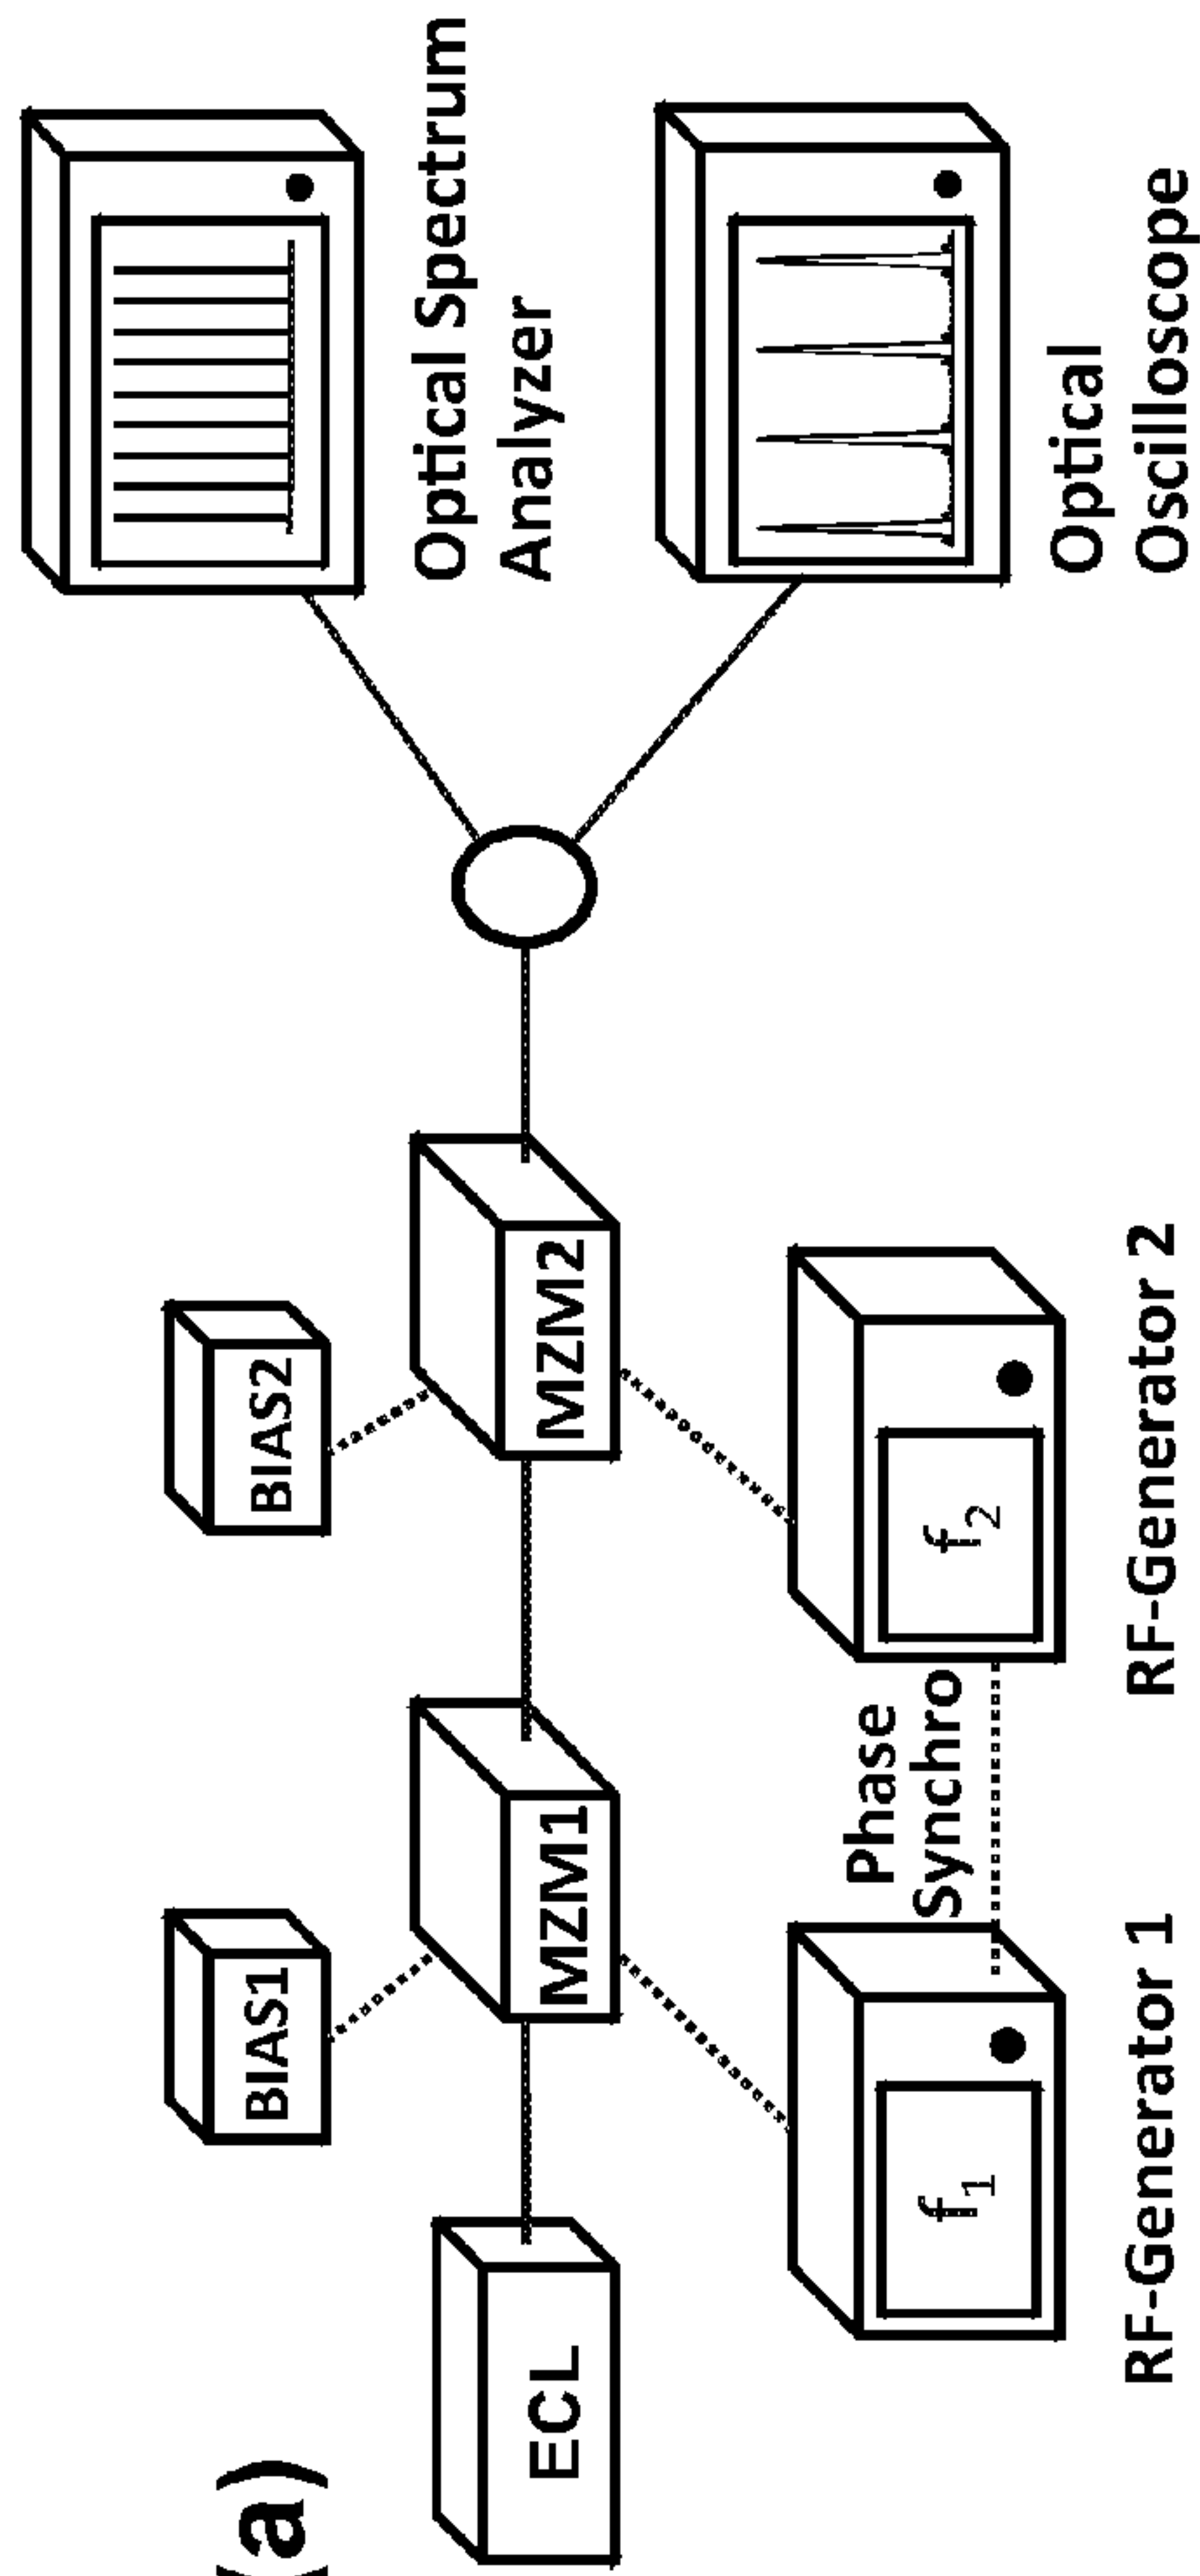 (a)
BIAS1
BIAS2
ECL
MZM1
MZM2
f1
f2
Phase
Synchro
RF-Generator 1
RF-Generator 2
Optical Spectrum
Analyzer
Optical
Oscilloscope